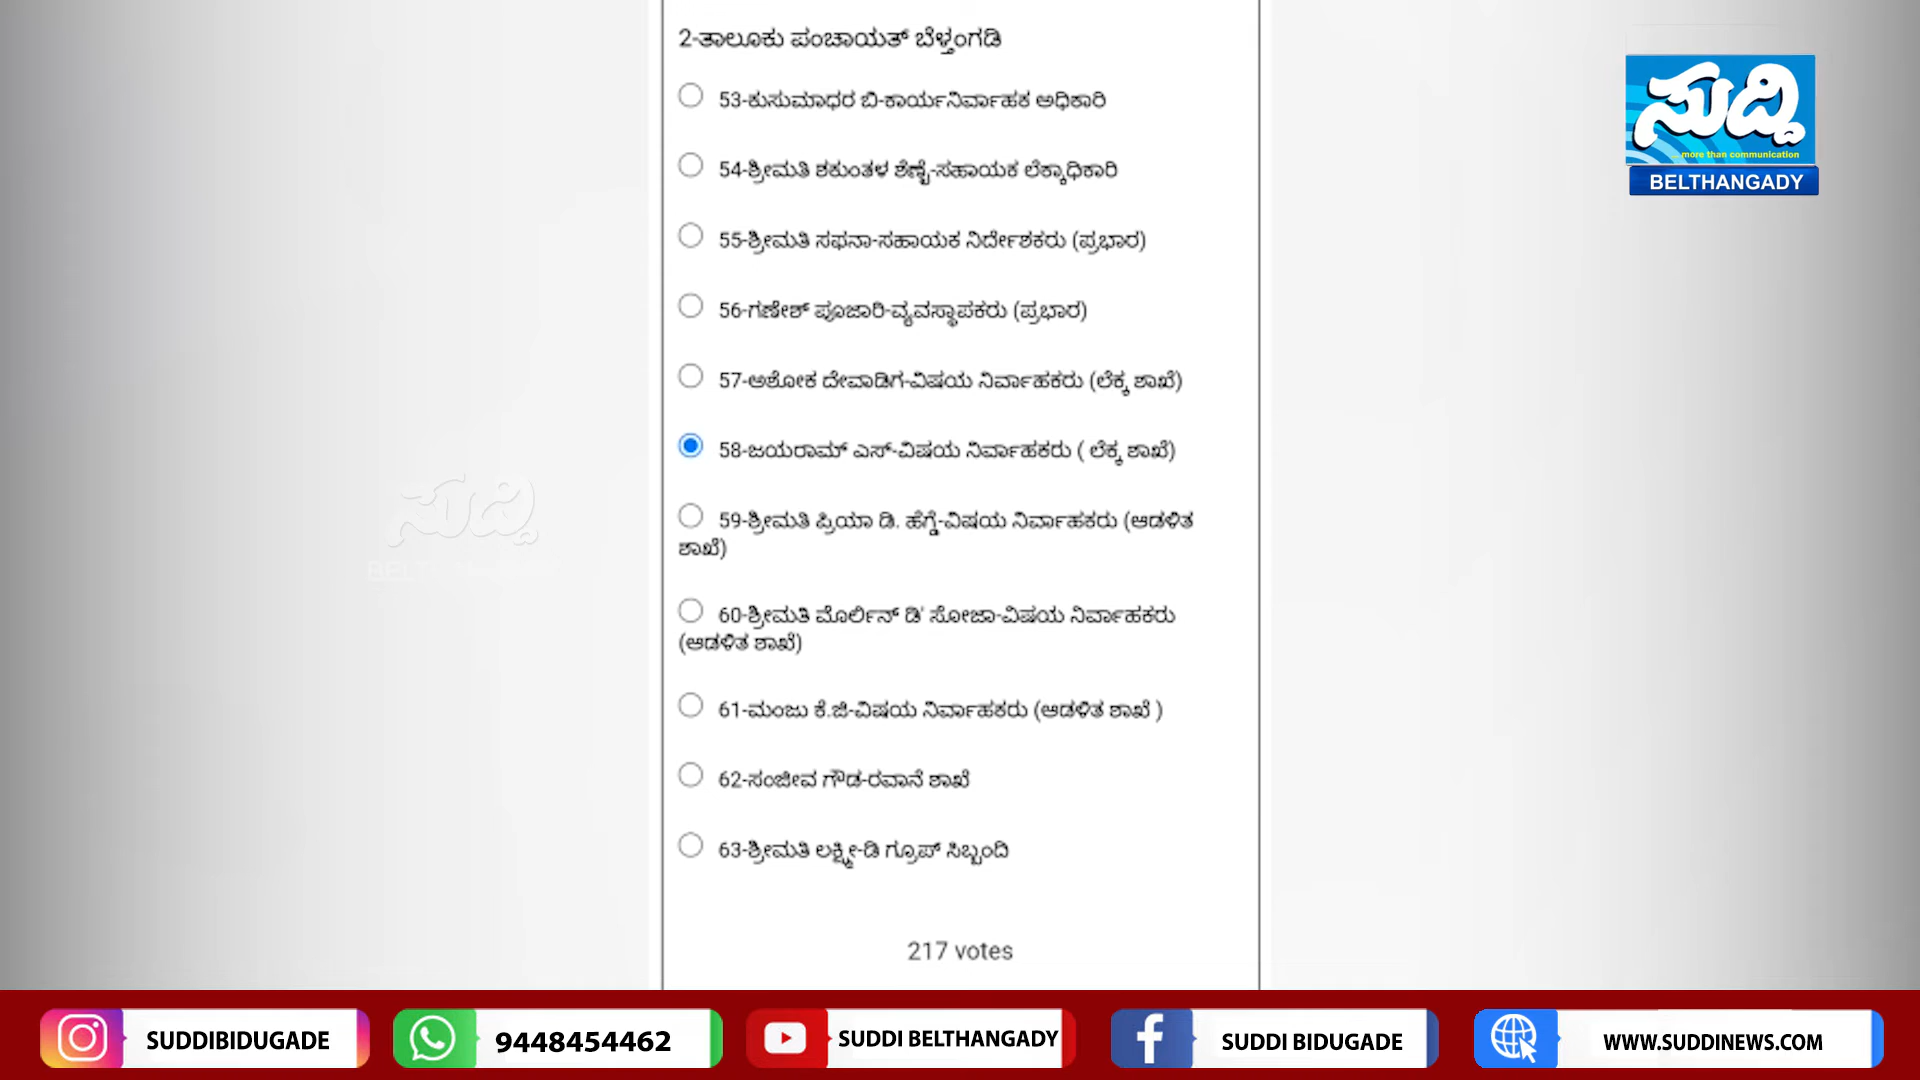 2-ತಾಲೂಕು ಪಂಚಾಯತ್ ಬೆಳ್ತಂಗಡಿ
53-ಕುಸುಮಾಧರ ಬಿ-ಕಾರ್ಯನಿರ್ವಾಹಕ ಅಧಿಕಾರಿ
54-ಶ್ರೀಮತಿ ಶಕುಂತಳ ಶೆಣೈ-ಸಹಾಯಕ ಲೆಕ್ಕಾಧಿಕಾರಿ
55-ಶ್ರೀಮತಿ ಸಫನಾ-ಸಹಾಯಕ ನಿರ್ದೇಶಕರು (ಪ್ರಭಾರ)
56-ಗಣೇಶ್ ಪೂಜಾರಿ-ವ್ಯವಸ್ಥಾಪಕರು (ಪ್ರಭಾರ)
57-ಅಶೋಕ ದೇವಾಡಿಗ-ವಿಷಯ ನಿರ್ವಾಹಕರು (ಲೆಕ್ಕ ಶಾಖೆ)
58-ಜಯರಾಮ್ ಎಸ್-ವಿಷಯ ನಿರ್ವಾಹಕರು ( ಲೆಕ್ಕ ಶಾಖೆ)
59-ಶ್ರೀಮತಿ ಪ್ರಿಯಾ ಡಿ. ಹೆಗ್ಡೆ-ವಿಷಯ ನಿರ್ವಾಹಕರು (ಆಡಳಿತ
ಶಾಖೆ)
60-ಶ್ರೀಮತಿ ಮೊರ್ಲಿನ್ ಡಿ' ಸೋಜಾ-ವಿಷಯ ನಿರ್ವಾಹಕರು
(ಆಡಳಿತ ಶಾಖೆ)
61-ಮಂಜು ಕೆ.ಜಿ-ವಿಷಯ ನಿರ್ವಾಹಕರು (ಆಡಳಿತ ಶಾಖೆ )
62-ಸಂಜೀವ ಗೌಡ-ರವಾನೆ ಶಾಖೆ
63-ಶ್ರೀಮತಿ ಲಕ್ಷ್ಮೀ-ಡಿ ಗ್ರೂಪ್ ಸಿಬ್ಬಂದಿ
217 votes
ಸುದ್ದಿ
... more than communication
BELTHANGADY
ಸುದ್ದಿ
SUDDIBIDUGADE
9448454462
SUDDI BELTHANGADY
SUDDI BIDUGADE
WWW.SUDDINEWS.COM